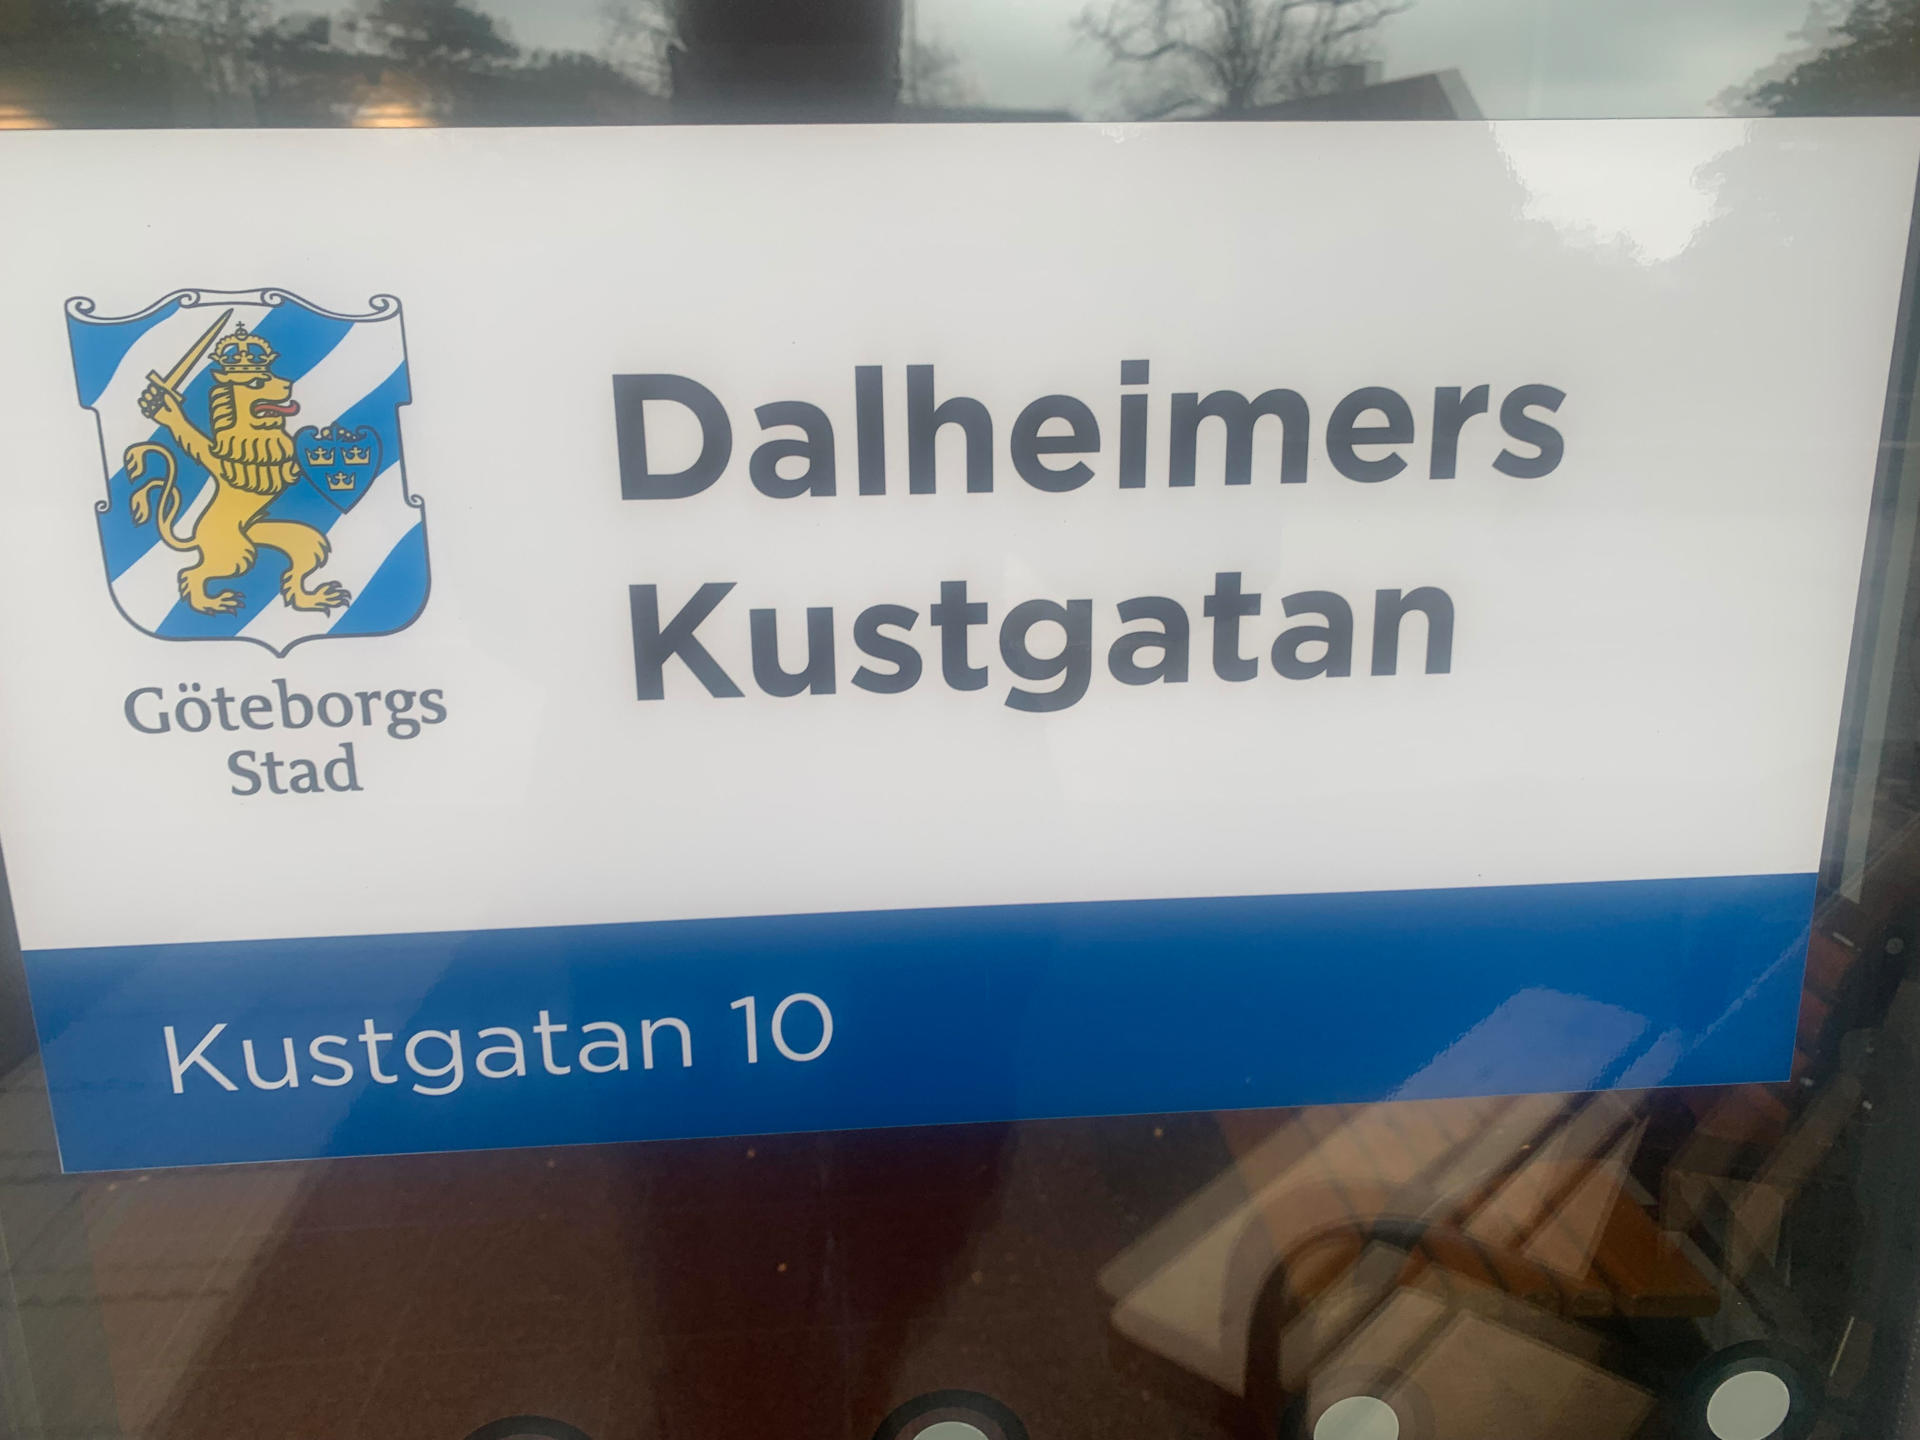 Dalheimers
Kustgatan
Göteborgs
Stad
Kustgatan 10